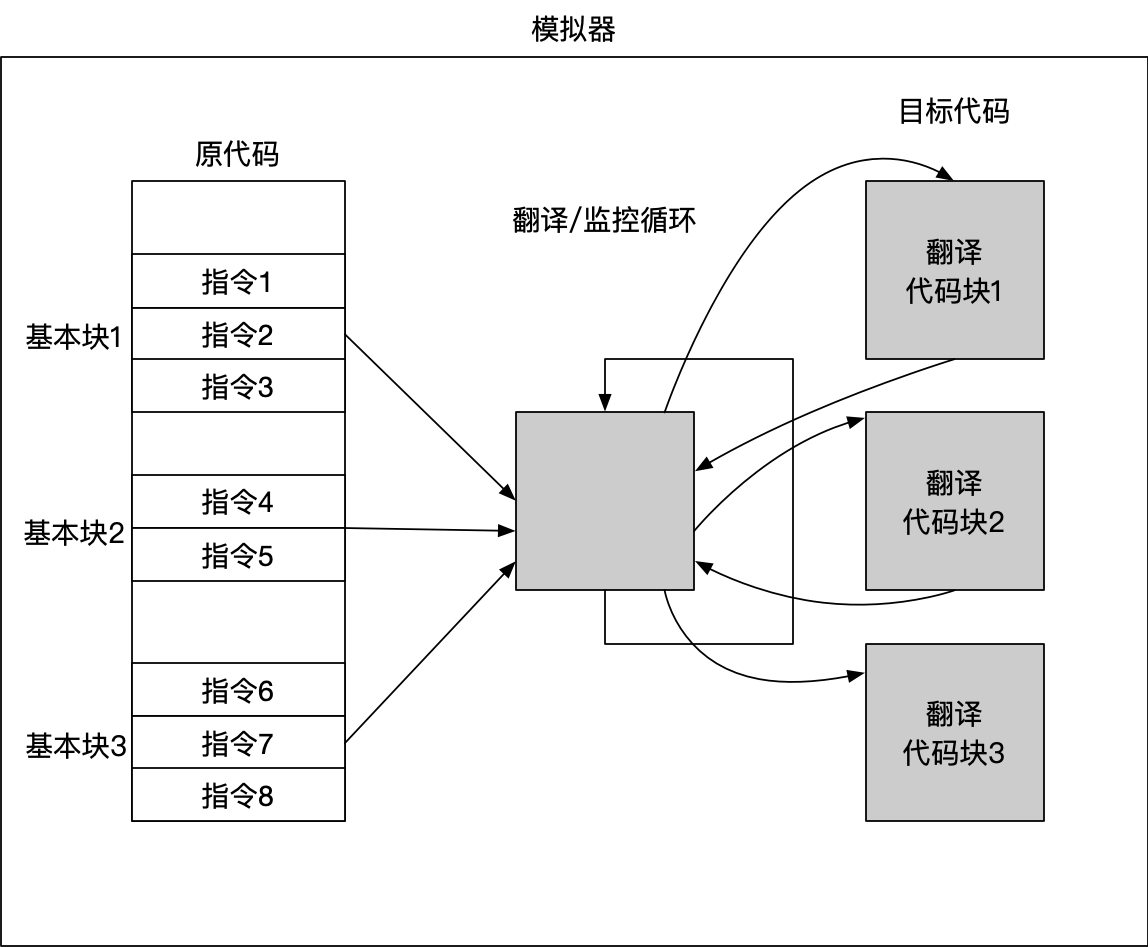 模拟器
目标代码
原代码
翻译/监控循环
指令1
基本块1
指令2
指令3
指令4
基本块2
指令5
指令6
基本块3
指令7
指令8
翻译
代码块1
翻译
代码块2
翻译
代码块3